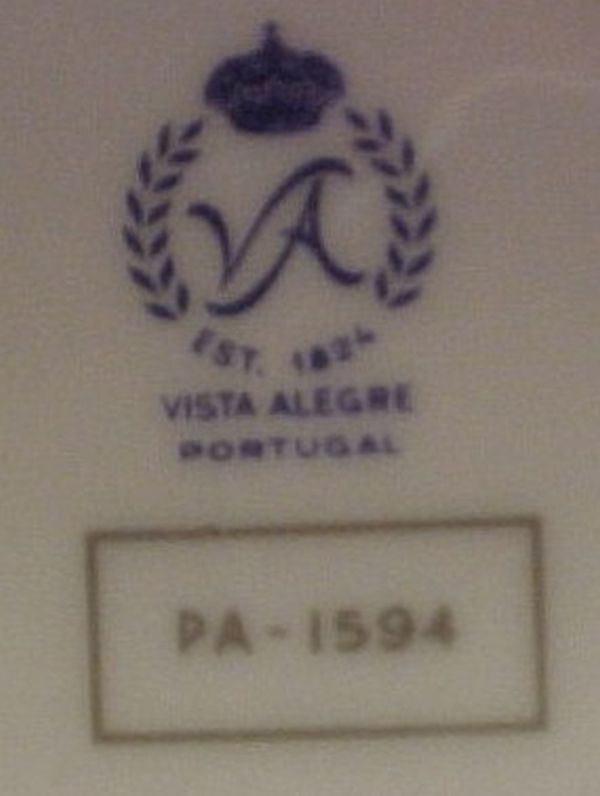 VA
EST. 1824
VISTA ALEGRE
PORTUGAL
PA-1594